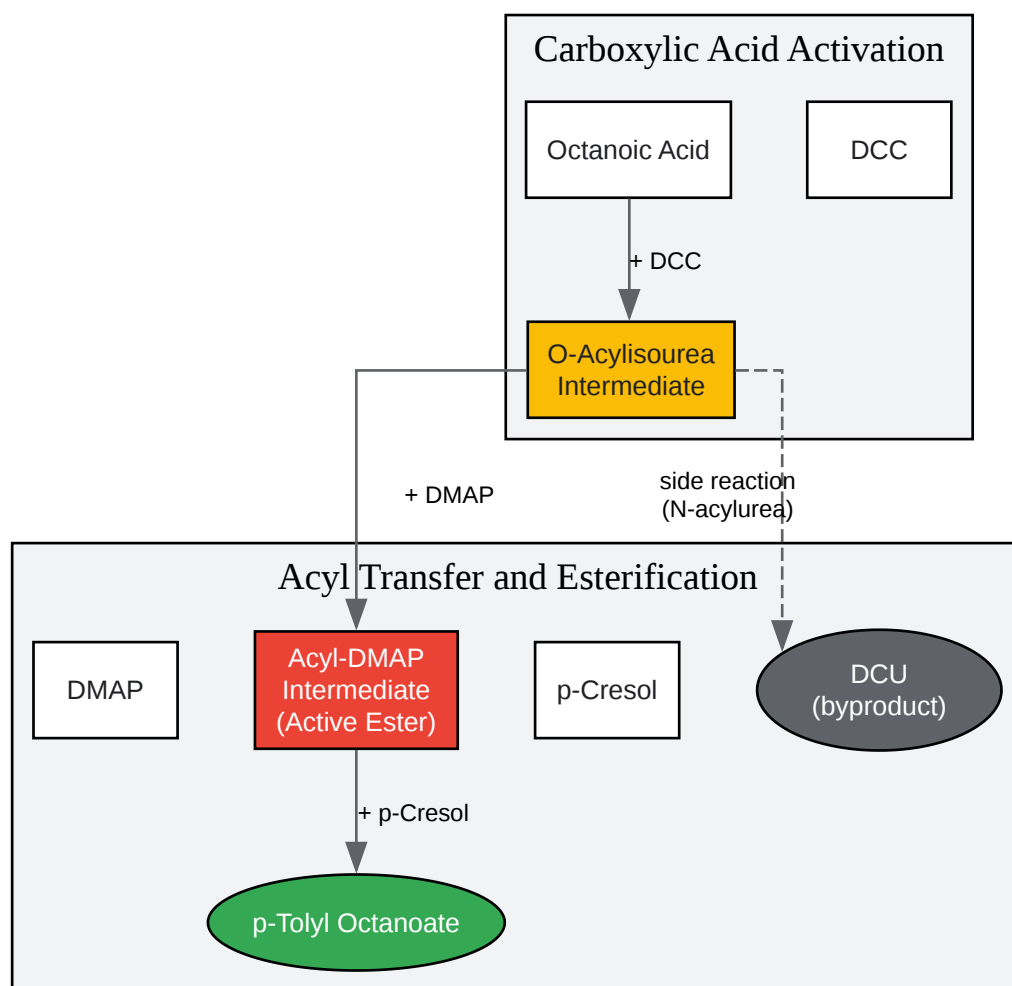 Carboxylic Acid Activation
Octanoic Acid
DCC
+ DCC
O-Acylisourea
Intermediate
+ DMAP
side reaction
(N-acylurea)
Acyl Transfer and Esterification
DMAP
Acyl-DMAP
Intermediate
(Active Ester)
p-Cresol
DCU
(byproduct)
+ p-Cresol
p-Tolyl Octanoate